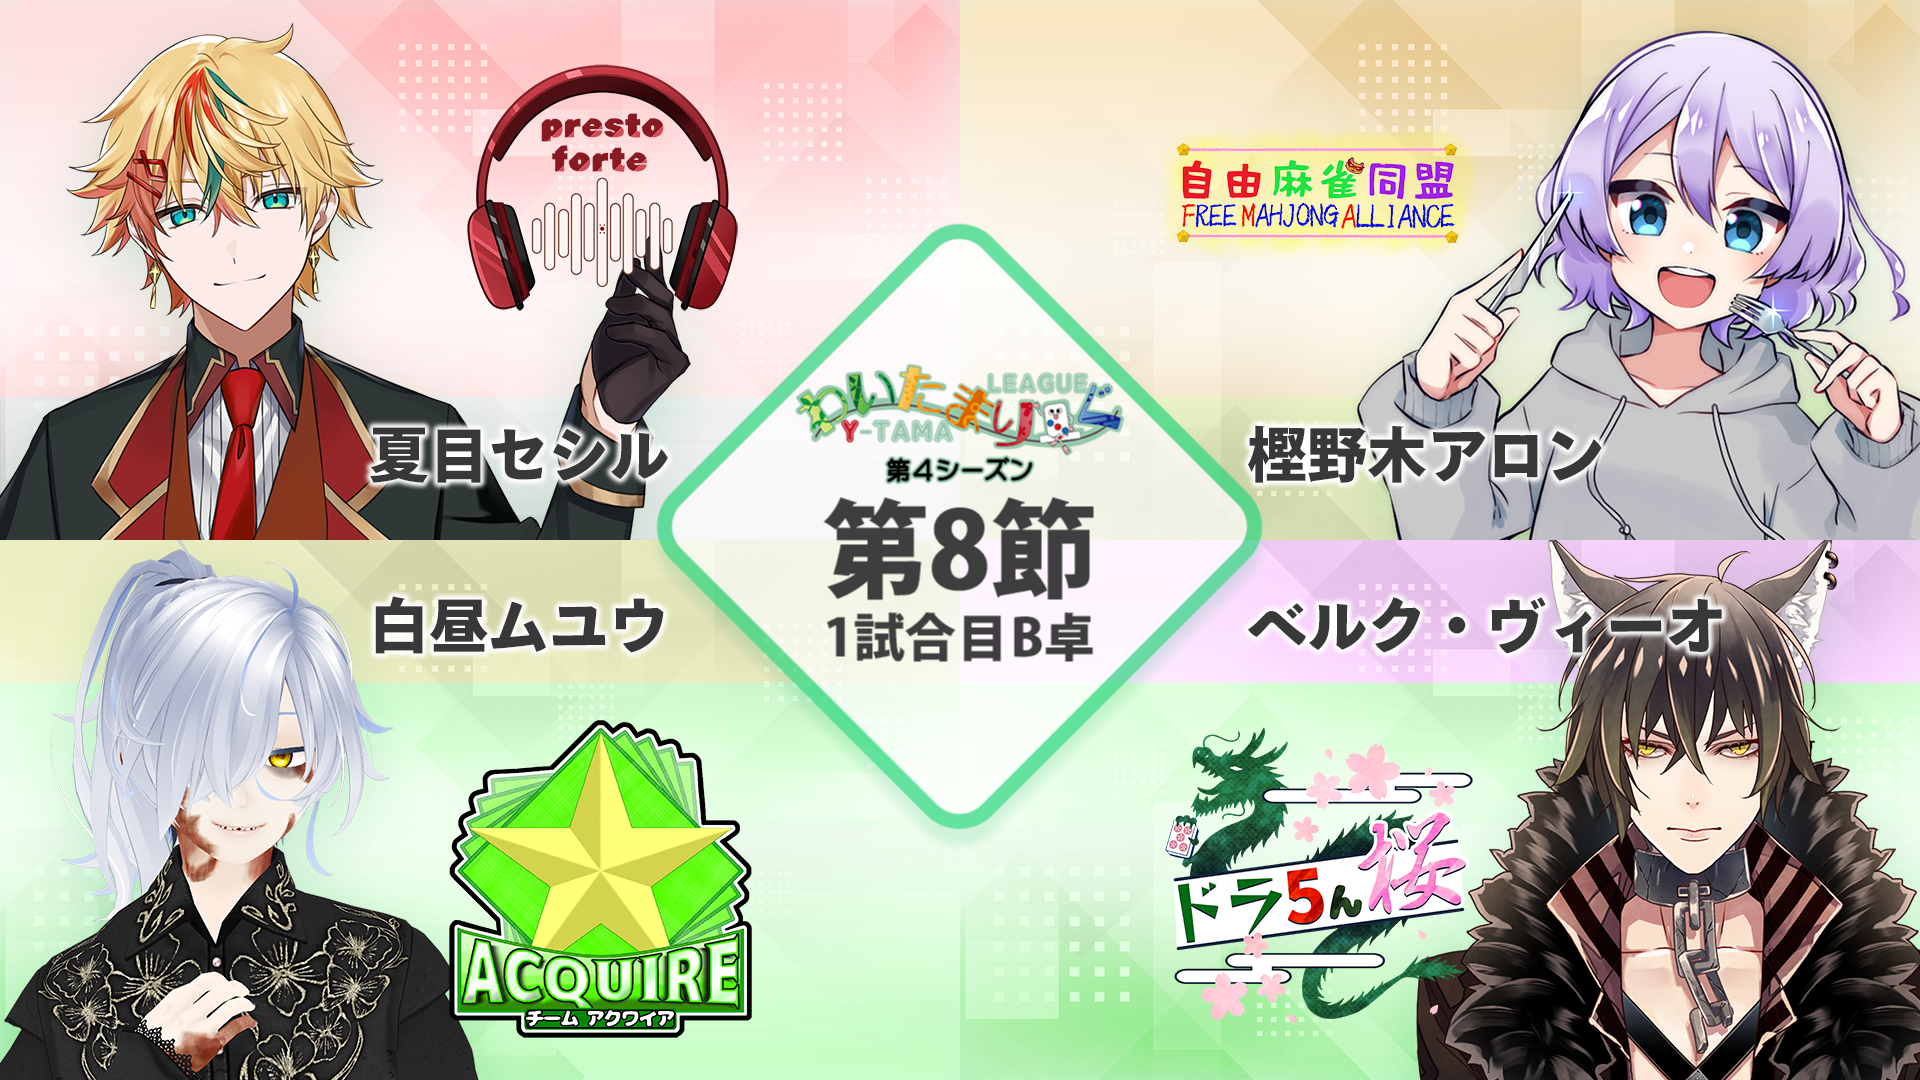 presto
forte
夏目セシル
自由麻雀同盟
FREE MAHJONG ALLIANCE
樫野木アロン
わいたまりーぐ
LEAGUE
Y-TAMA
第4シーズン
第8節
1試合目B卓
白昼ムユウ
ACQUIRE
チーム アクワイア
ベルク・ヴィーオ
ドラ5ん桜